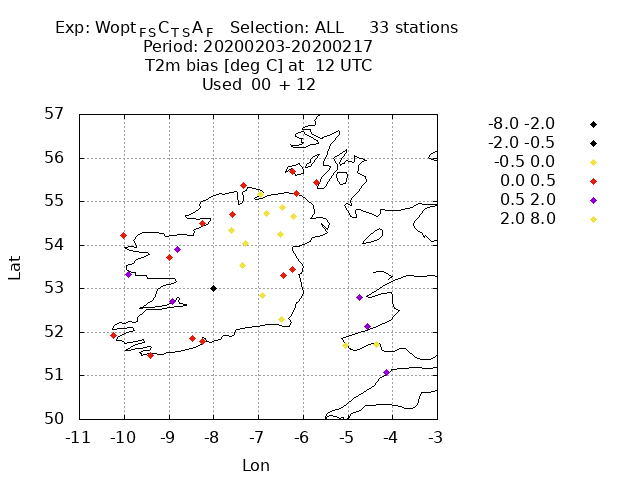 Exp: Wopt_FS C_TS A_F   Selection: ALL     33 stations
Period: 20200203-20200217
T2m bias [deg C] at  12 UTC
Used  00  + 12
-8.0 -2.0
-2.0 -0.5
-0.5 0.0
0.0 0.5
0.5 2.0
2.0 8.0
57
56
55
54
53
52
51
50
Lat
-11 -10 -9 -8 -7 -6 -5 -4 -3
Lon